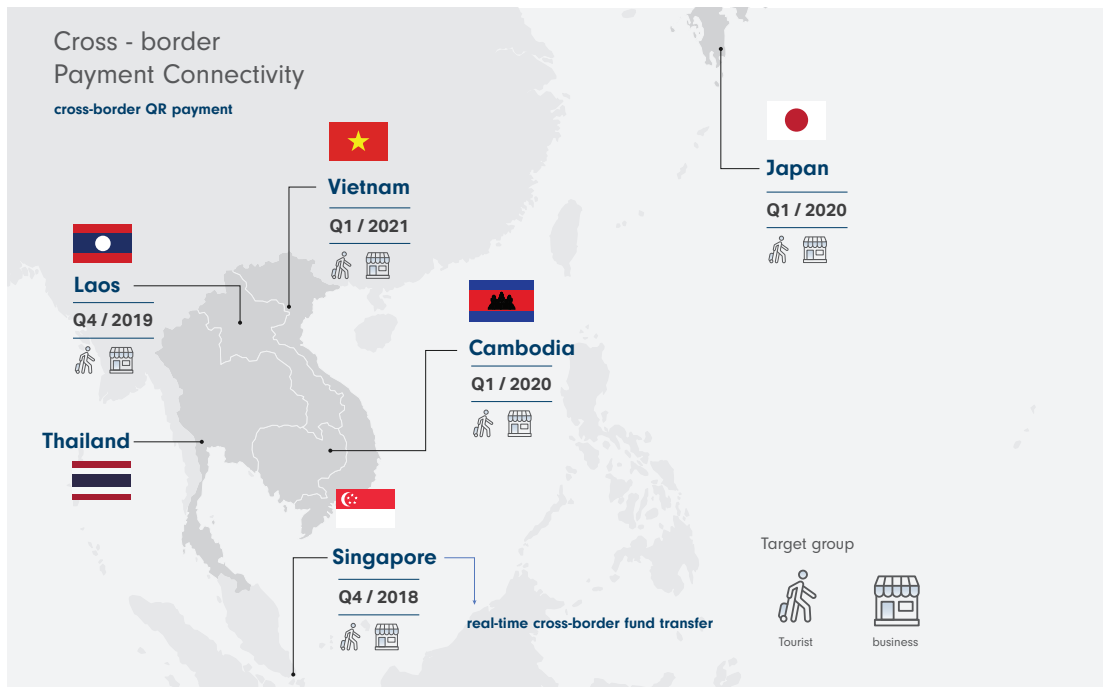 Cross - border
Payment Connectivity
cross-border QR payment
Vietnam
Q1 / 2021
Japan
Q1 / 2020
Laos
Q4 / 2019
Cambodia
Q1 / 2020
Thailand
Singapore
Q4 / 2018
real-time cross-border fund transfer
Target group
Tourist
business